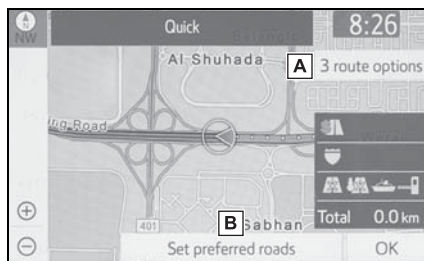 NW
Quick
8:26
Al Shuhada
A
3 route options
ng Road
401
B
Sabhan
Total 0.0 km
Set preferred roads
OK